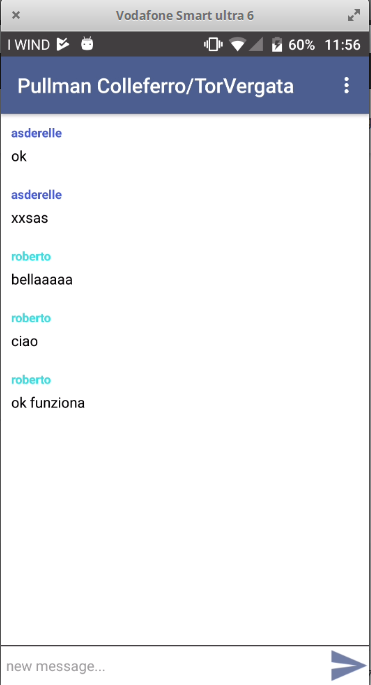 Vodafone Smart ultra 6
I WIND 60% 11:56
Pullman Colleferro/TorVergata
asderelle
ok
asderelle
xxsas
roberto
bellaaaaa
roberto
ciao
roberto
ok funziona
new message...